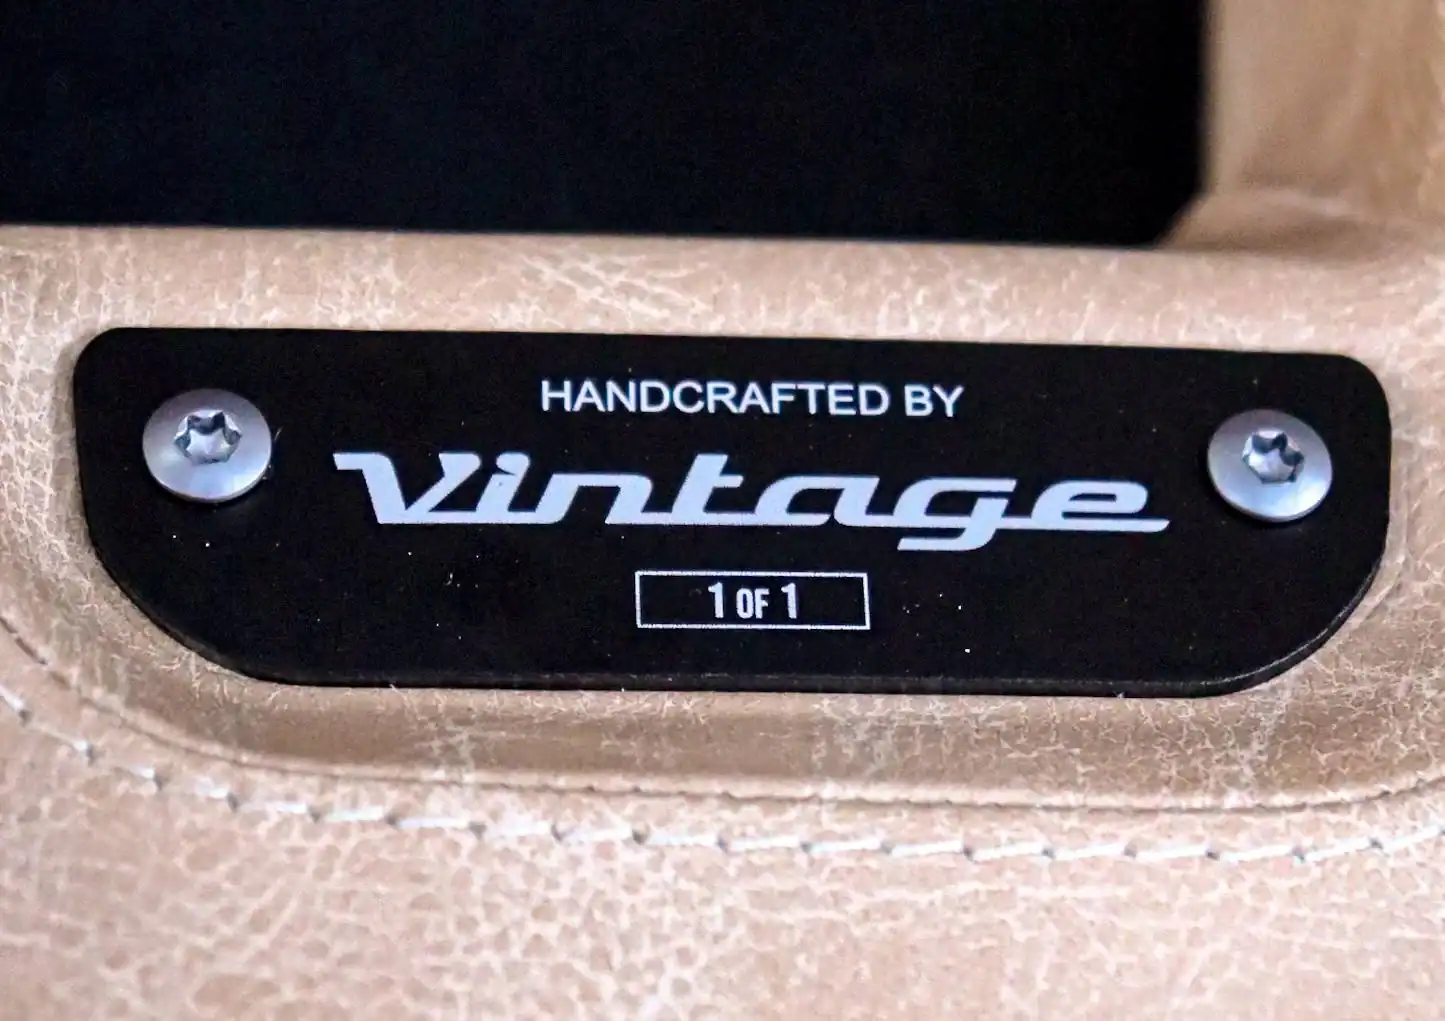 HANDCRAFTED BY
Vintage
1 OF 1